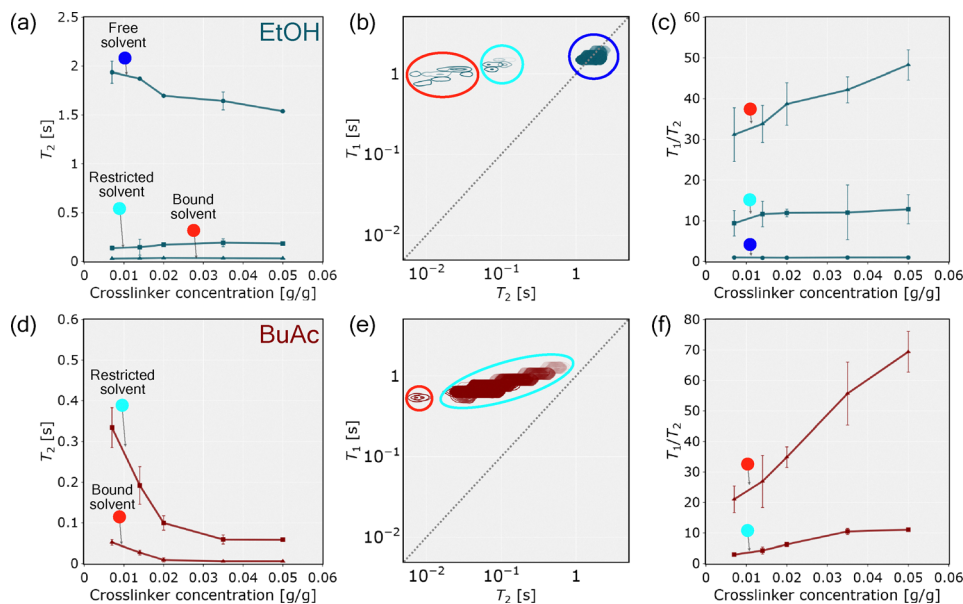 (a)
EtOH
Free
solvent
Restricted
solvent
Bound
solvent
T2 [s]
2.5
2
1.5
1
0.5
0
0
0.01
0.02
0.03
0.04
0.05
0.06
Crosslinker concentration [g/g]
(b)
T1 [s]
1
10⁻¹
10⁻²
10⁻²
10⁻¹
1
T2 [s]
(c)
T1/T2
60
50
40
30
20
10
0
0
0.01
0.02
0.03
0.04
0.05
0.06
Crosslinker concentration [g/g]
(d)
BuAc
Restricted
solvent
Bound
solvent
T2 [s]
0.6
0.5
0.4
0.3
0.2
0.1
0
0
0.01
0.02
0.03
0.04
0.05
0.06
Crosslinker concentration [g/g]
(e)
T1 [s]
1
10⁻¹
10⁻²
10⁻²
10⁻¹
1
T2 [s]
(f)
T1/T2
80
70
60
50
40
30
20
10
0
0
0.01
0.02
0.03
0.04
0.05
0.06
Crosslinker concentration [g/g]